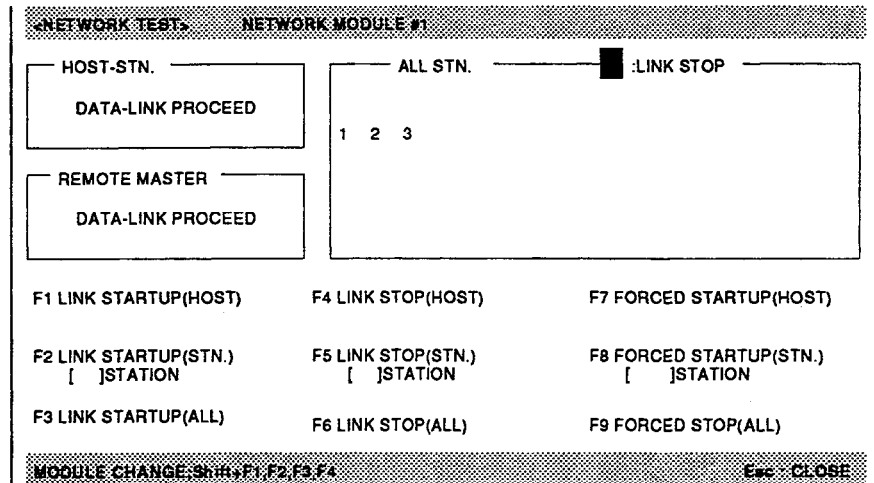 <NETWORK TEST> NETWORK MODULE #1
HOST-STN.
DATA-LINK PROCEED
ALL STN. :LINK STOP
1 2 3
REMOTE MASTER
DATA-LINK PROCEED
F1 LINK STARTUP(HOST) F4 LINK STOP(HOST) F7 FORCED STARTUP(HOST)
F2 LINK STARTUP(STN.) F5 LINK STOP(STN.) F8 FORCED STARTUP(STN.)
[ ]STATION [ ]STATION [ ]STATION
F3 LINK STARTUP(ALL) F6 LINK STOP(ALL) F9 FORCED STOP(ALL)
MODULE CHANGE;Shift+F1,F2,F3,F4 Esc : CLOSE